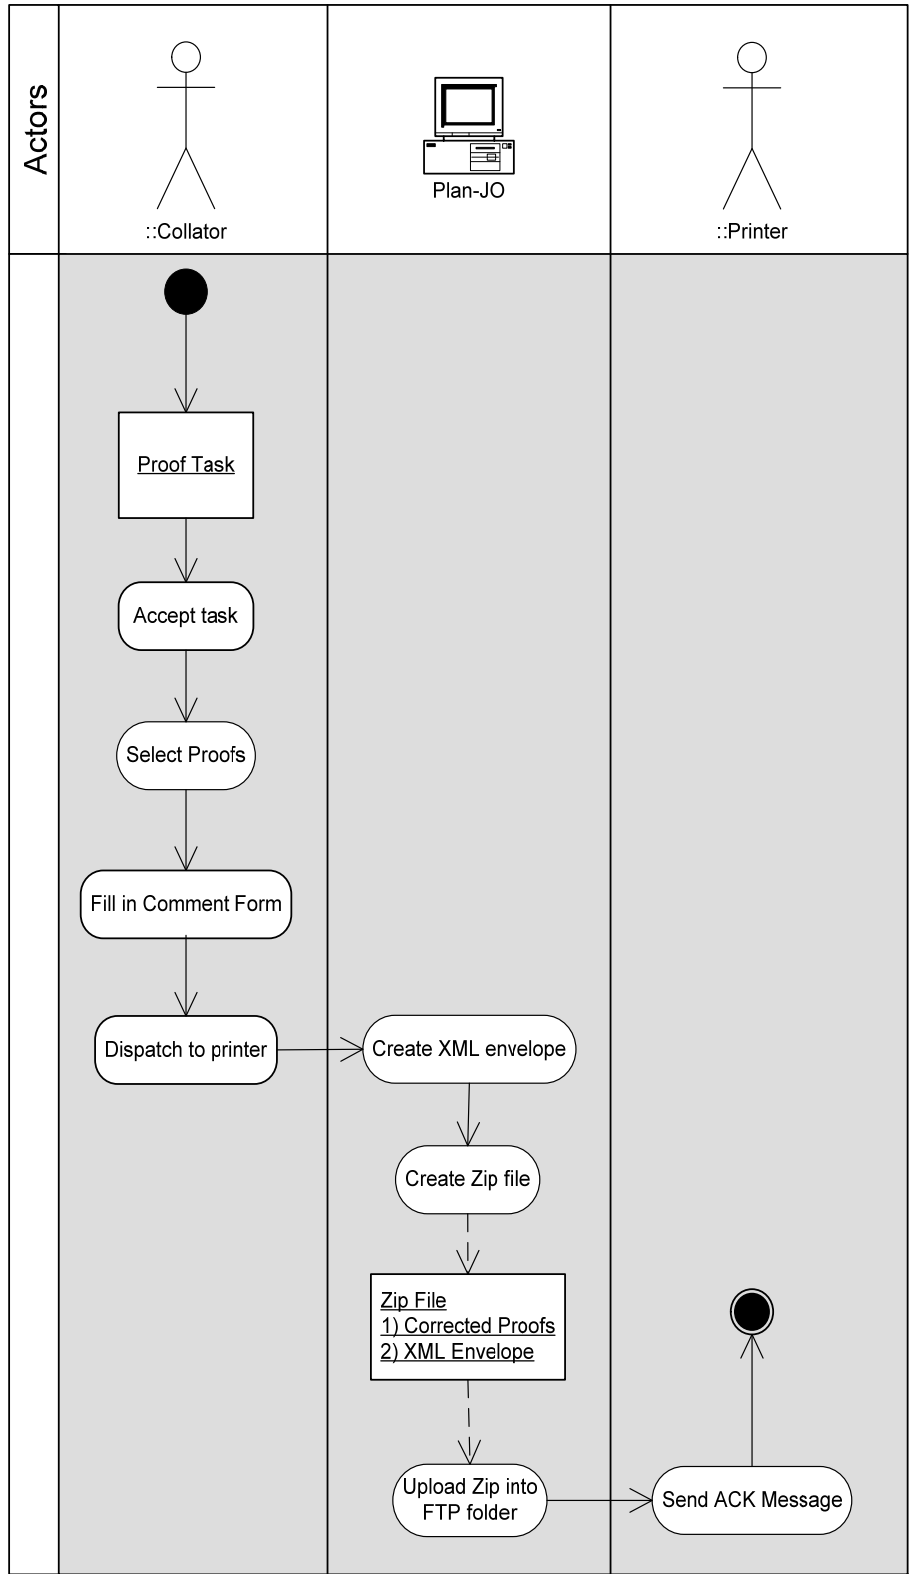 Actors
::Collator
Plan-JO
::Printer
Proof Task
Accept task
Select Proofs
Fill in Comment Form
Dispatch to printer
Create XML envelope
Create Zip file
Zip File
1) Corrected Proofs
2) XML Envelope
Upload Zip into
FTP folder
Send ACK Message